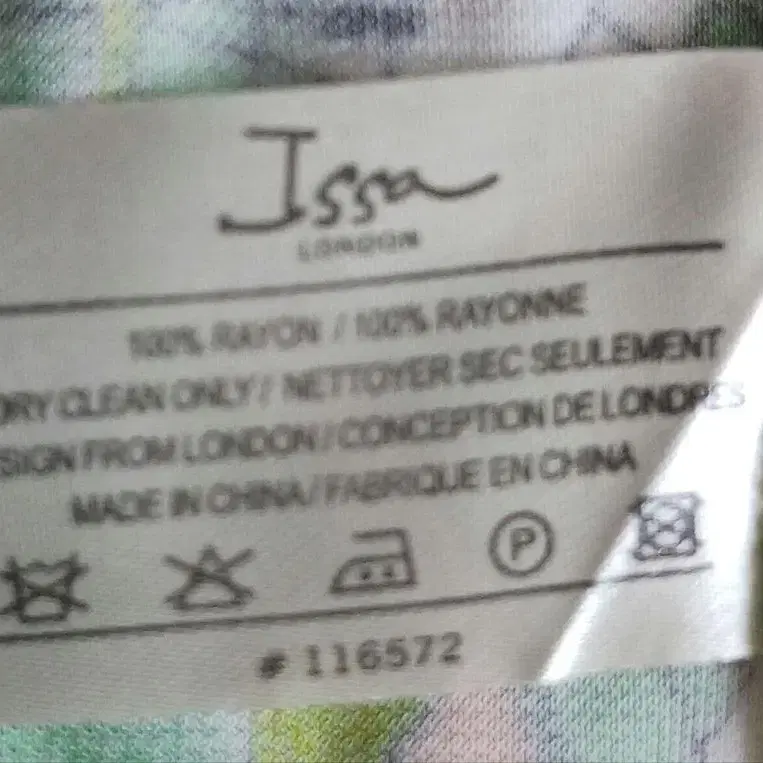 Issa
LONDON
100% RAYON / 100% RAYONNE
DRY CLEAN ONLY / NETTOYER SEC SEULEMENT
SIGN FROM LONDON / CONCEPTION DE LONDRES
MADE IN CHINA / FABRIQUE EN CHINA
P
# 116572